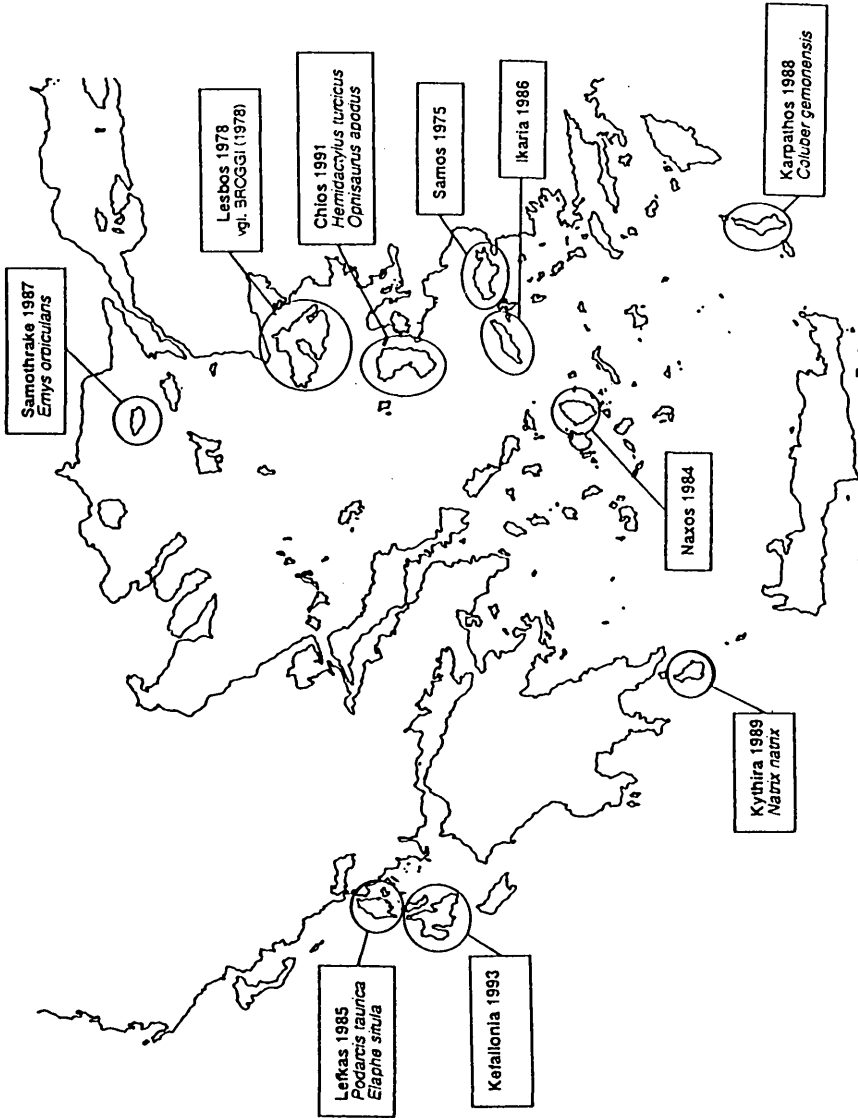 Samothrake 1987
Emys orbicularis
Lesbos 1978
vgl. BROGGI (1978)
Chios 1991
Hemidactylus turcicus
Ophisaurus apodus
Samos 1975
Ikaria 1986
Karpathos 1988
Coluber gemonensis
Naxos 1984
Kythira 1989
Natrix natrix
Lefkas 1985
Podarcis taurica
Elaphe situla
Kefallonia 1993